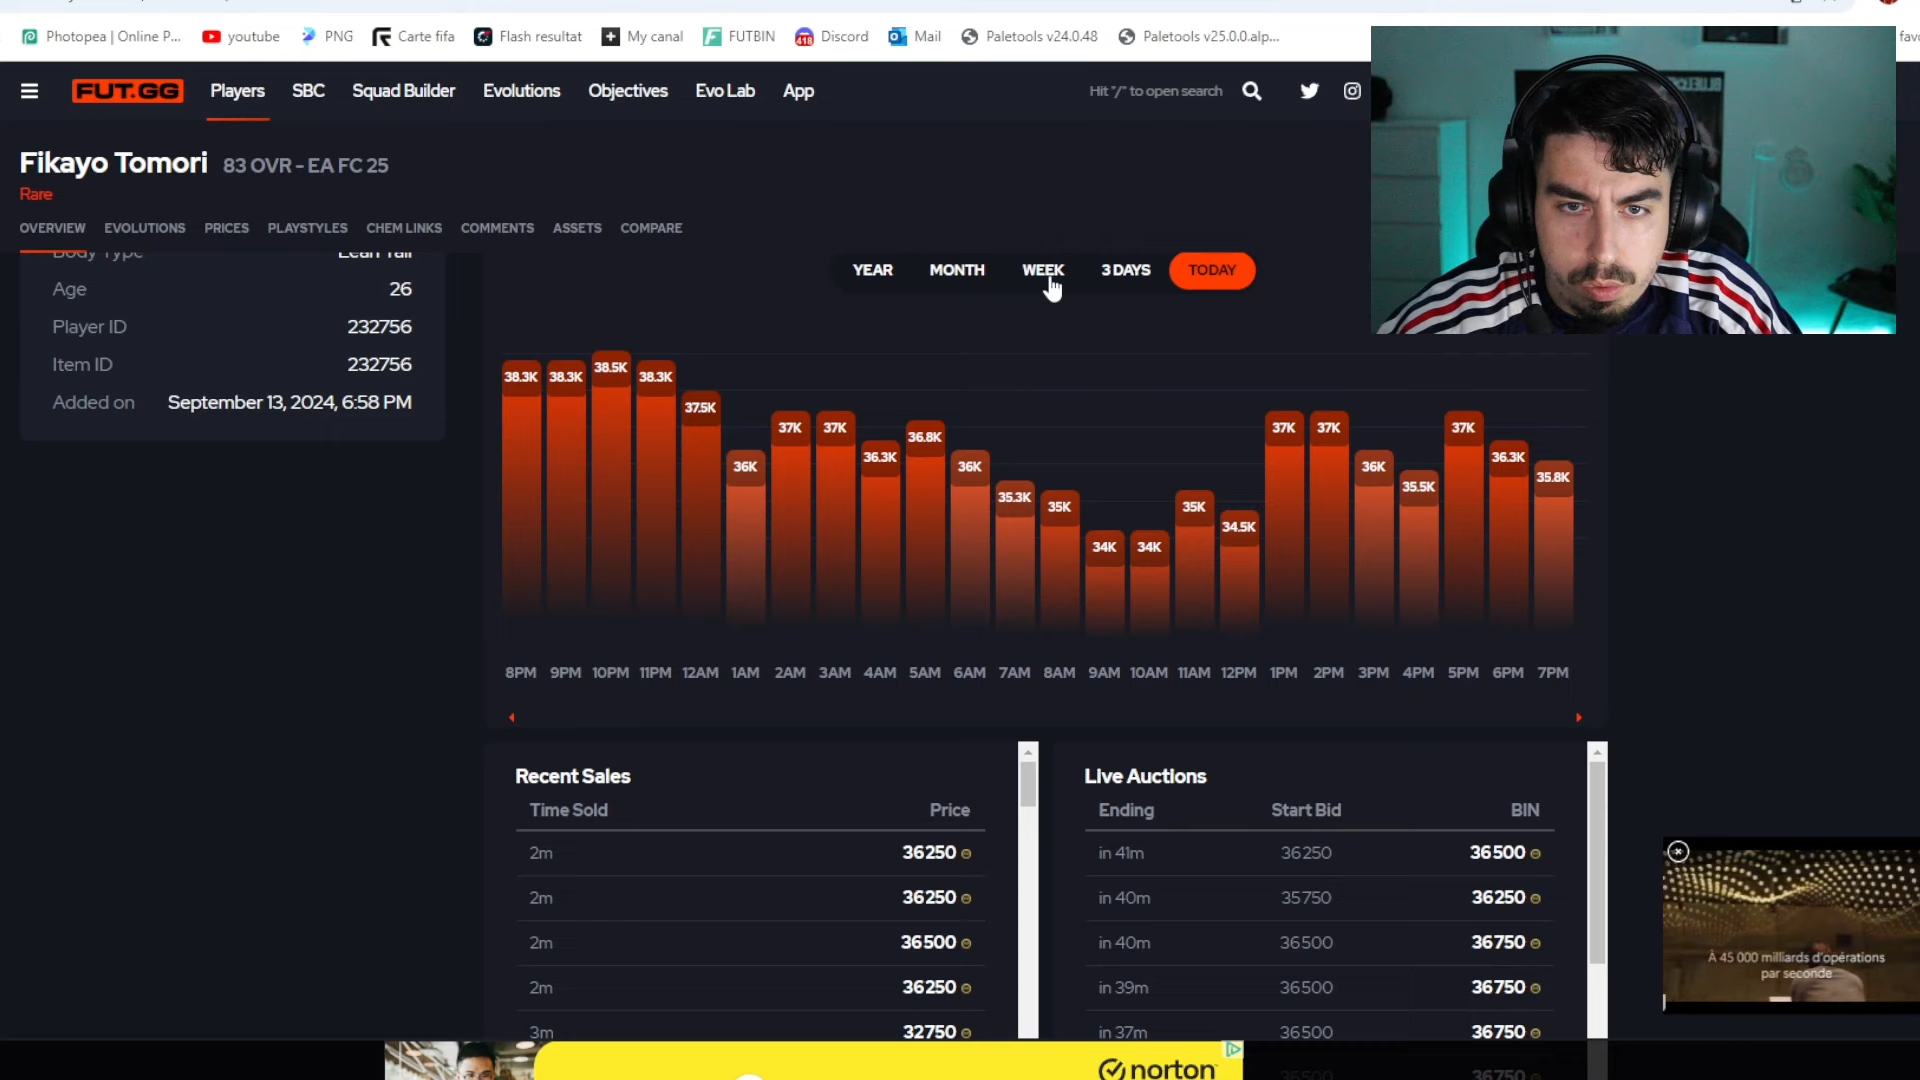 Photopea | Online P...
youtube
PNG
Carte fifa
Flash resultat
My canal
FUTBIN
Discord
Mail
Paletools v24.0.48
Paletools v25.0.0.alp...
favo
FUT.GG
Players
SBC
Squad Builder
Evolutions
Objectives
Evo Lab
App
Hit "/" to open search
Fikayo Tomori 83 OVR - EA FC 25
Rare
OVERVIEW
EVOLUTIONS
PRICES
PLAYSTYLES
CHEM LINKS
COMMENTS
ASSETS
COMPARE
Body Type Lean Tall
Age 26
Player ID 232756
Item ID 232756
Added on September 13, 2024, 6:58 PM
YEAR MONTH WEEK 3 DAYS TODAY
38.3K 38.3K 38.5K 38.3K 37.5K 36K 37K 37K 36.3K 36.8K 36K 35.3K 35K 34K 34K 35K 34.5K 37K 37K 36K 35.5K 37K 36.3K 35.8K
8PM 9PM 10PM 11PM 12AM 1AM 2AM 3AM 4AM 5AM 6AM 7AM 8AM 9AM 10AM 11AM 12PM 1PM 2PM 3PM 4PM 5PM 6PM 7PM
Recent Sales
Time Sold Price
2m 36250
2m 36250
2m 36500
2m 36250
3m 32750
Live Auctions
Ending Start Bid BIN
in 41m 36250 36500
in 40m 35750 36250
in 40m 36500 36750
in 39m 36500 36750
in 37m 36500 36750
36500 36750
À 45 000 milliards d'opérations
par seconde
norton